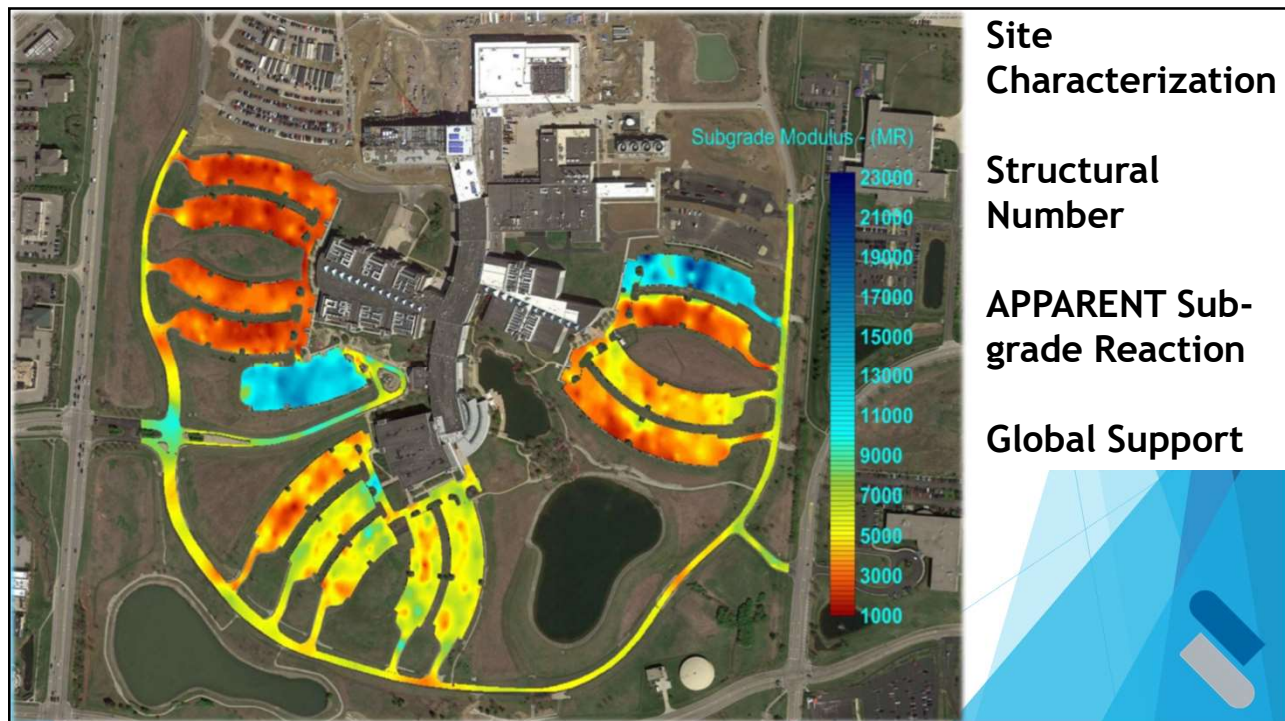 Site
Characterization
Structural
Number
APPARENT Sub-
grade Reaction
Global Support
Subgrade Modulus - (MR)
23000
21000
19000
17000
15000
13000
11000
9000
7000
5000
3000
1000